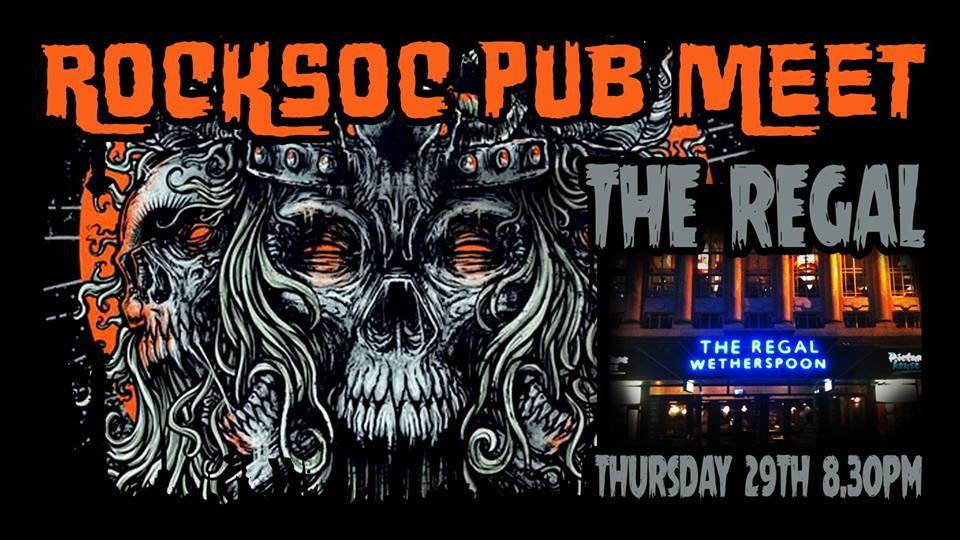 ROCKSOC PUB MEET
THE REGAL
THE REGAL
WETHERSPOON
THURSDAY 29TH 8.30PM